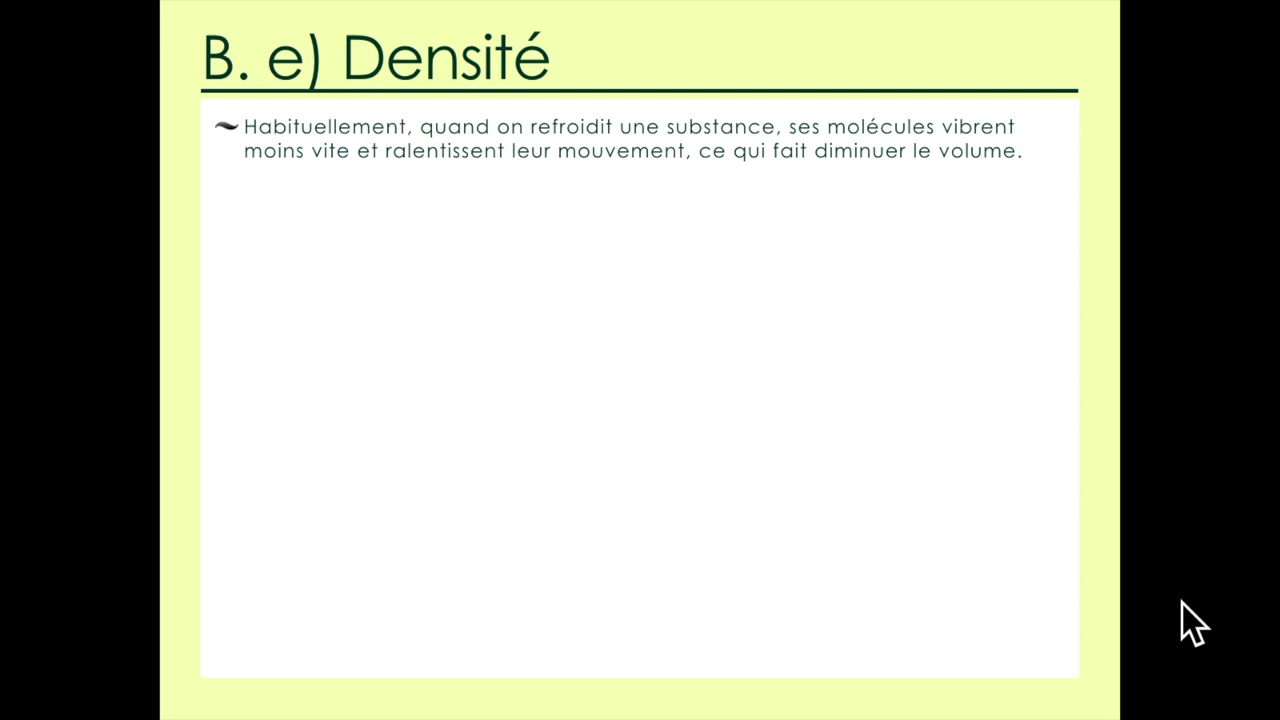 B. e) Densité
Habituellement, quand on refroidit une substance, ses molécules vibrent
moins vite et ralentissent leur mouvement, ce qui fait diminuer le volume.